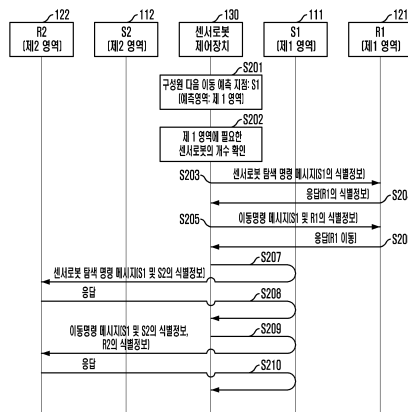 122
112
130
111
121
R2
(제2 영역)
S2
(제2 영역)
센서로봇
제어장치
S1
(제1 영역)
R1
(제1 영역)
S201
구성원 다음 이동 예측 지점: S1
(예측영역: 제 1 영역)
S202
제 1 영역에 필요한
센서로봇의 개수 확인
S203
센서로봇 탐색 명령 메시지(S1의 식별정보)
응답(R1의 식별정보)
S205
이동명령 메시지(S1 및 R1의 식별정보)
응답(R1 이동)
S207
센서로봇 탐색 명령 메시지(S1 및 S2의 식별정보)
응답
S208
이동명령 메시지(S1 및 S2의 식별정보,
R2의 식별정보)
S209
응답
S210